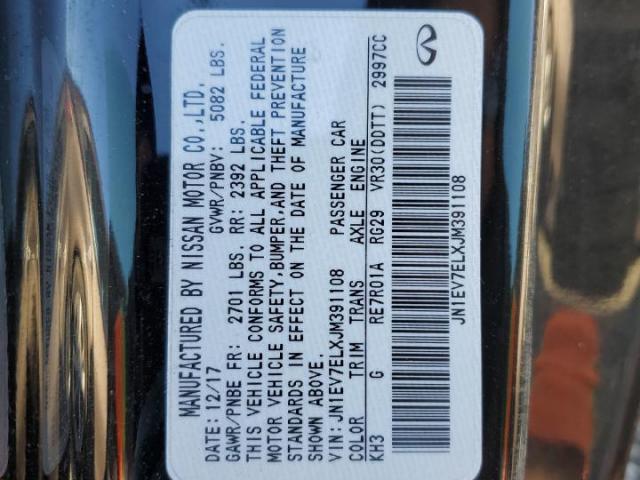 MANUFACTURED BY NISSAN MOTOR CO.,LTD.
DATE: 12/17 GVWR/PNBV: 5082 LBS.
GAWR/PNBE FR: 2701 LBS. RR: 2392 LBS.
THIS VEHICLE CONFORMS TO ALL APPLICABLE FEDERAL
MOTOR VEHICLE SAFETY,BUMPER,AND THEFT PREVENTION
STANDARDS IN EFFECT ON THE DATE OF MANUFACTURE
SHOWN ABOVE.
VIN: JN1EV7ELXJM391108 PASSENGER CAR
COLOR TRIM TRANS AXLE ENGINE
KH3 G RE7R01A RG29 VR30(DDTT) 2997CC
JN1EV7ELXJM391108